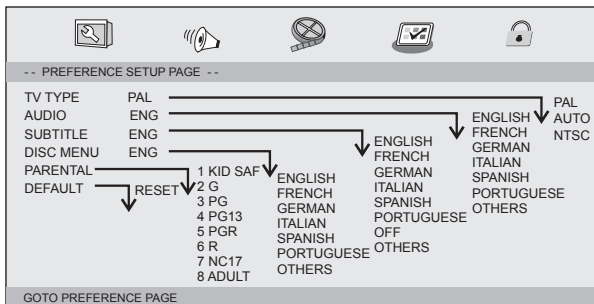 - - PREFERENCE SETUP PAGE - -
TV TYPE PAL
AUDIO ENG
SUBTITLE ENG
DISC MENU ENG
PARENTAL
DEFAULT RESET
1 KID SAF
2 G
3 PG
4 PG13
5 PGR
6 R
7 NC17
8 ADULT
ENGLISH
FRENCH
GERMAN
ITALIAN
SPANISH
PORTUGUESE
OTHERS
ENGLISH
FRENCH
GERMAN
ITALIAN
SPANISH
PORTUGUESE
OFF
OTHERS
ENGLISH
FRENCH
GERMAN
ITALIAN
SPANISH
PORTUGUESE
OTHERS
PAL
AUTO
NTSC
GOTO PREFERENCE PAGE